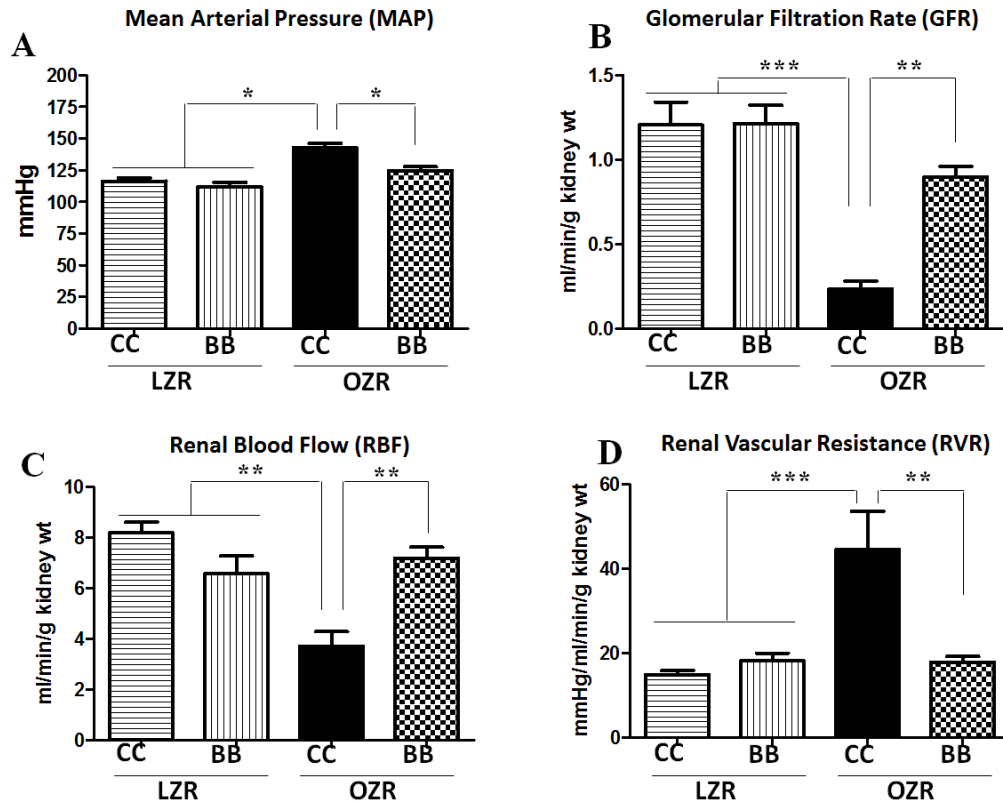 Mean Arterial Pressure (MAP)
A
mmHg
200
175
150
125
100
75
50
25
0
* *
CC BB CC BB
LZR OZR
Glomerular Filtration Rate (GFR)
B
ml/min/g kidney wt
1.5
1.0
0.5
0.0
*** **
CC BB CC BB
LZR OZR
Renal Blood Flow (RBF)
C
ml/min/g kidney wt
10
8
6
4
2
0
** **
CC BB CC BB
LZR OZR
Renal Vascular Resistance (RVR)
D
mmHg/ml/min/g kidney wt
60
40
20
0
*** **
CC BB CC BB
LZR OZR